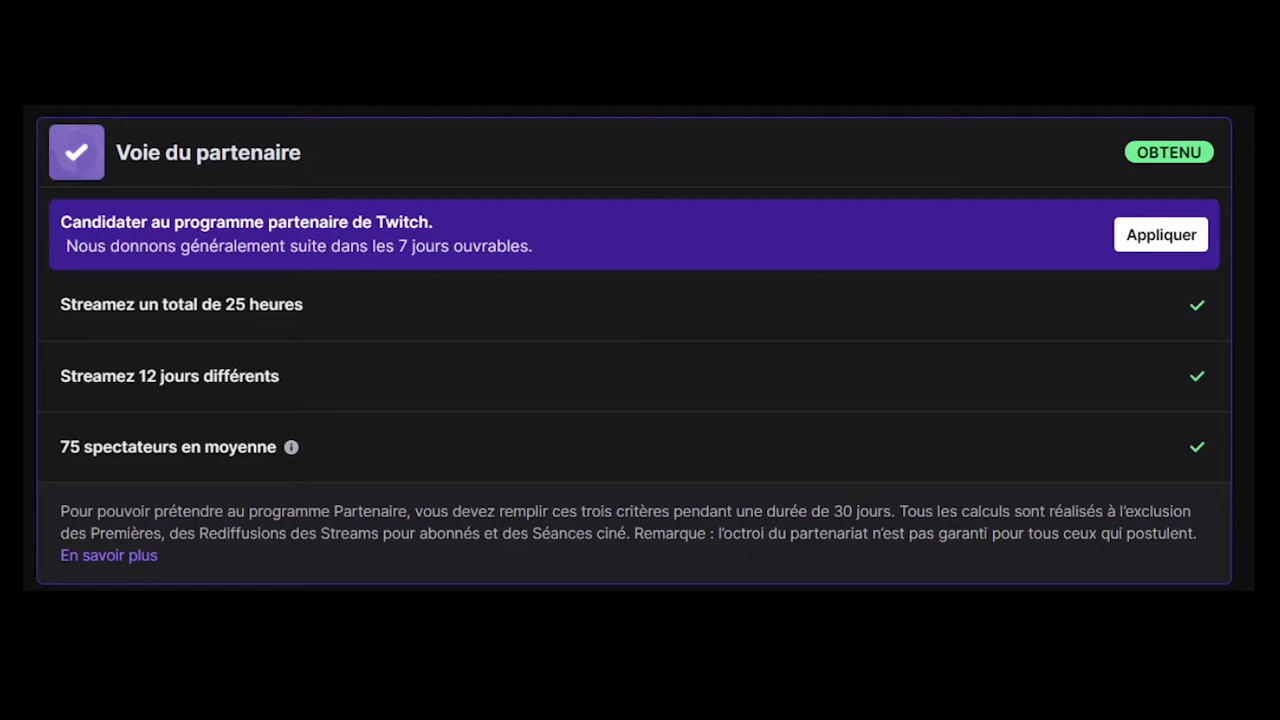 Voie du partenaire
OBTENU
Candidater au programme partenaire de Twitch.
Nous donnons généralement suite dans les 7 jours ouvrables.
Appliquer
Streamez un total de 25 heures
Streamez 12 jours différents
75 spectateurs en moyenne
Pour pouvoir prétendre au programme Partenaire, vous devez remplir ces trois critères pendant une durée de 30 jours. Tous les calculs sont réalisés à l’exclusion
des Premières, des Rediffusions des Streams pour abonnés et des Séances ciné. Remarque : l’octroi du partenariat n’est pas garanti pour tous ceux qui postulent.
En savoir plus